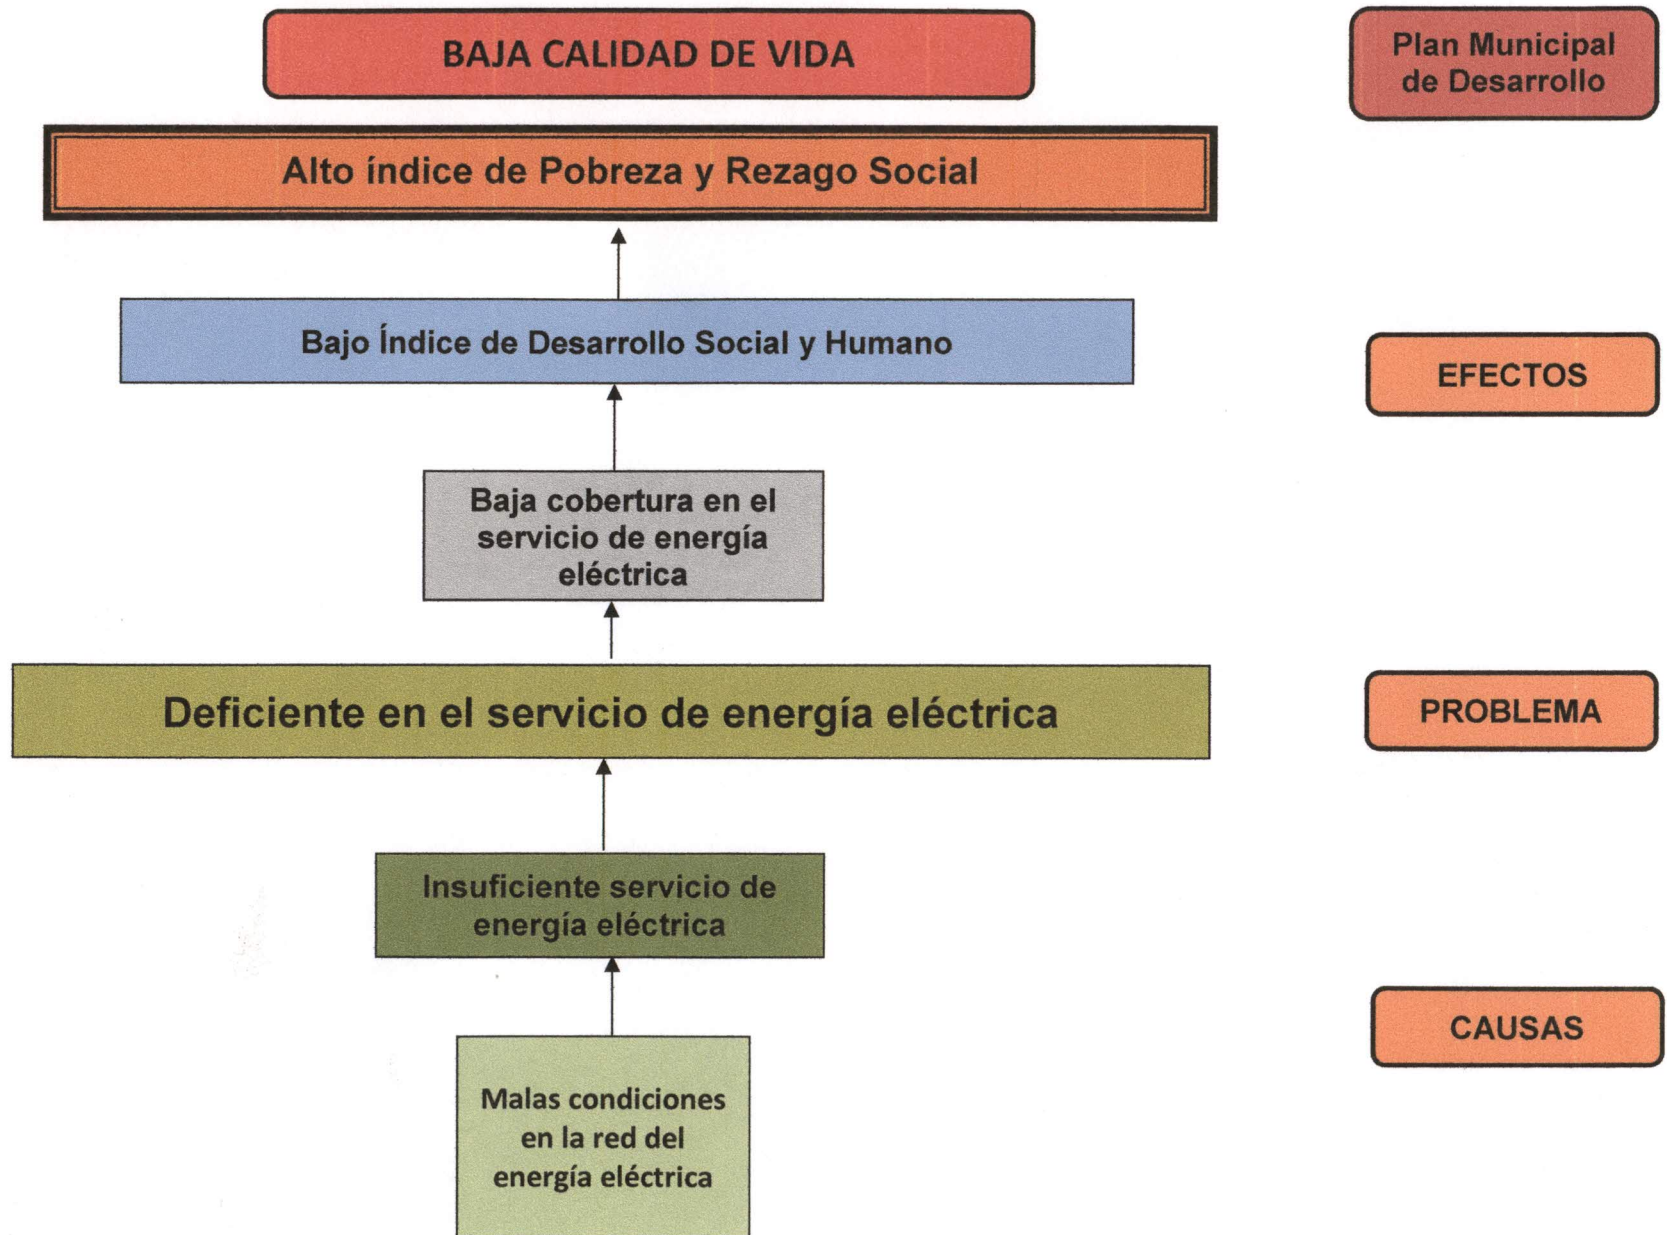 BAJA CALIDAD DE VIDA
Plan Municipal
de Desarrollo
Alto índice de Pobreza y Rezago Social
Bajo Índice de Desarrollo Social y Humano
EFECTOS
Baja cobertura en el
servicio de energía
eléctrica
Deficiente en el servicio de energía eléctrica
PROBLEMA
Insuficiente servicio de
energía eléctrica
CAUSAS
Malas condiciones
en la red del
energía eléctrica